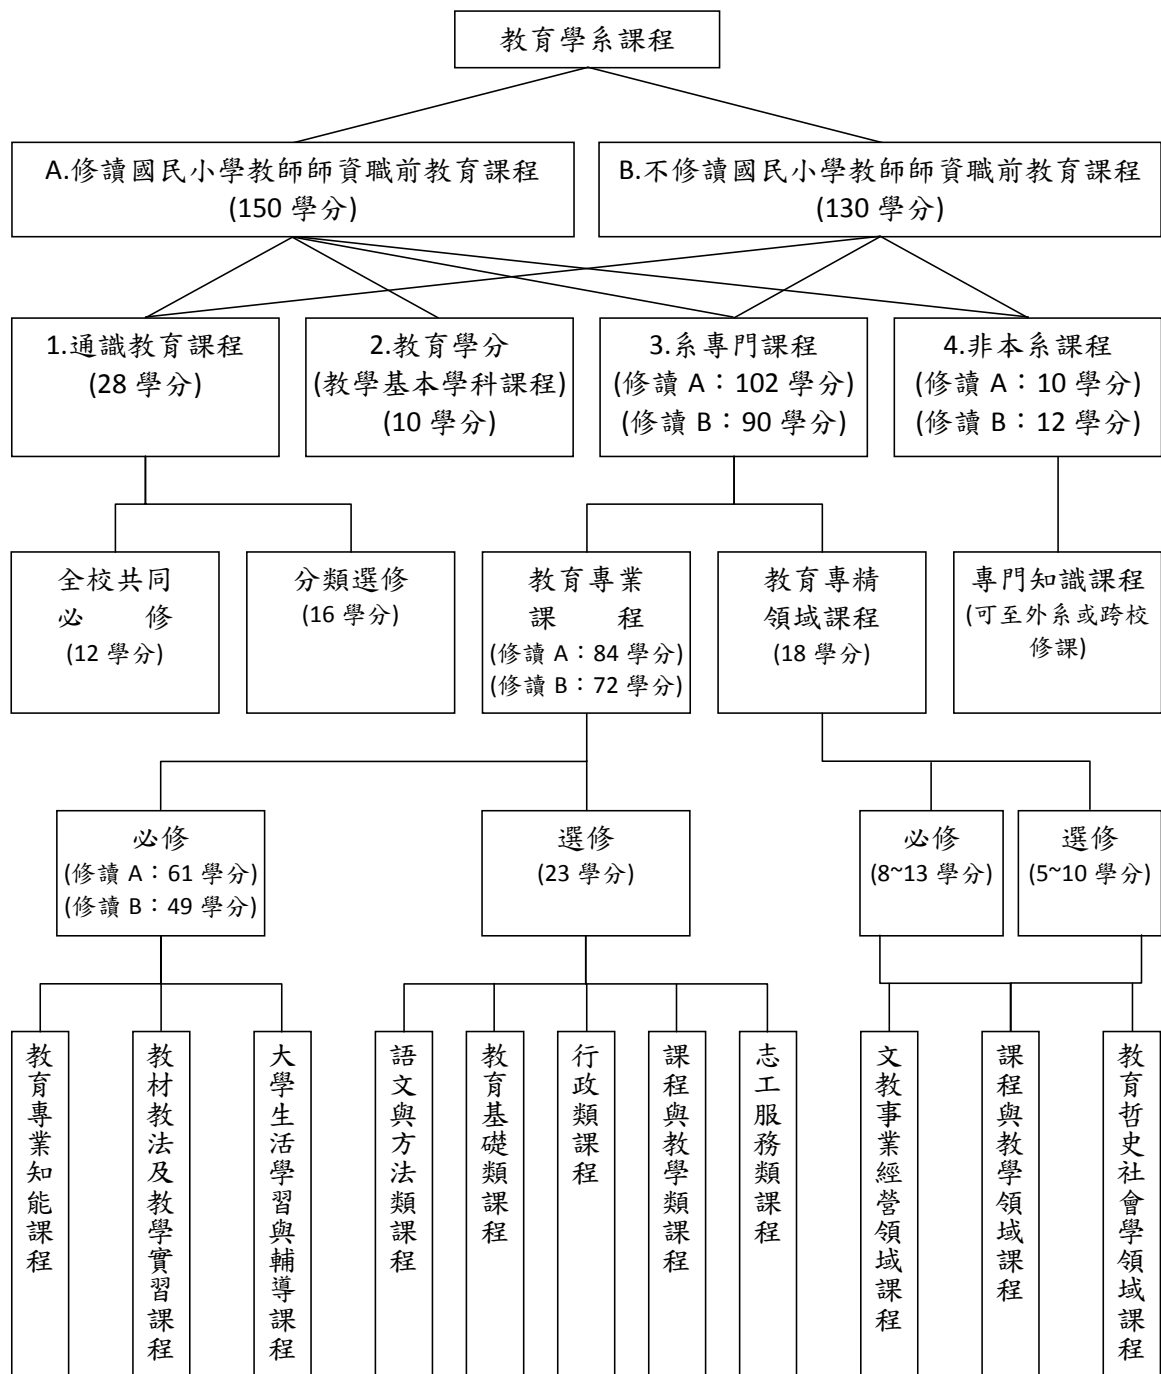 教育學系課程
A.修讀國民小學教師師資職前教育課程
(150 學分)
B.不修讀國民小學教師師資職前教育課程
(130 學分)
1.通識教育課程
(28 學分)
2.教育學分
(教學基本學科課程)
(10 學分)
3.系專門課程
(修讀 A：102 學分)
(修讀 B：90 學分)
4.非本系課程
(修讀 A：10 學分)
(修讀 B：12 學分)
全校共同
必修
(12 學分)
分類選修
(16 學分)
教育專業
課程
(修讀 A：84 學分)
(修讀 B：72 學分)
教育專精
領域課程
(18 學分)
專門知識課程
(可至外系或跨校
修課)
必修
(修讀 A：61 學分)
(修讀 B：49 學分)
選修
(23 學分)
必修
(8~13 學分)
選修
(5~10 學分)
教育專業知能課程
教材教法及教學實習課程
大學生活學習與輔導課程
語文與方法類課程
教育基礎類課程
行政類課程
課程與教學類課程
志工服務類課程
文教事業經營領域課程
課程與教學領域課程
教育哲史社會學領域課程